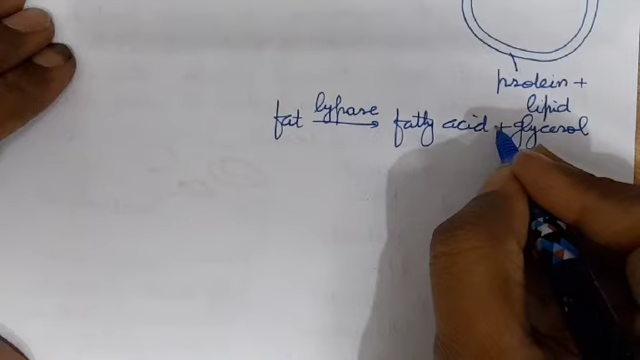 protein +
lipid
fat lypase → fatty acid + glycerol